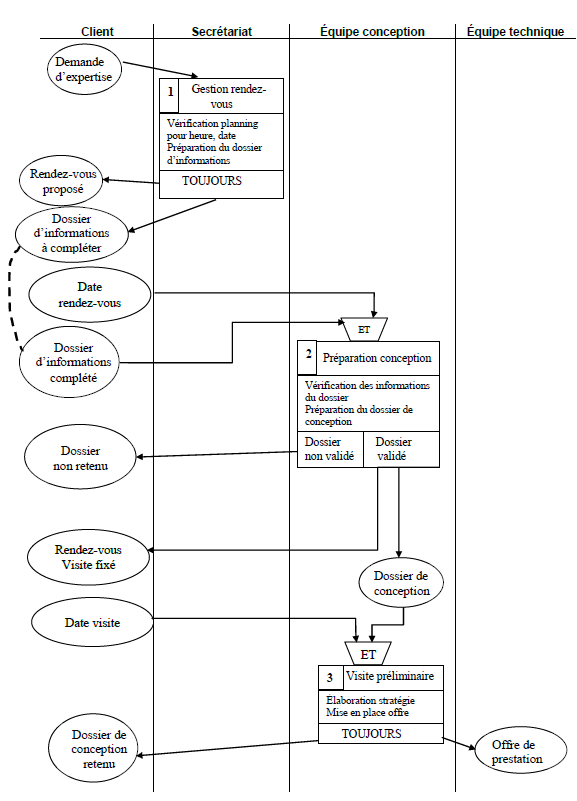 Client
Secrétariat
Équipe conception
Équipe technique
Demande
d'expertise
1
Gestion rendez-
vous
Vérification planning
pour heure, date
Préparation du dossier
d'informations
TOUJOURS
Rendez-vous
proposé
Dossier
d'informations
à compléter
Date
rendez-vous
ET
Dossier
d'informations
complété
2
Préparation conception
Vérification des informations
du dossier
Préparation du dossier de
conception
Dossier
non validé
Dossier
validé
Dossier
non retenu
Rendez-vous
Visite fixé
Dossier de
conception
Date visite
ET
3
Visite préliminaire
Élaboration stratégie
Mise en place offre
TOUJOURS
Dossier de
conception
retenu
Offre de
prestation